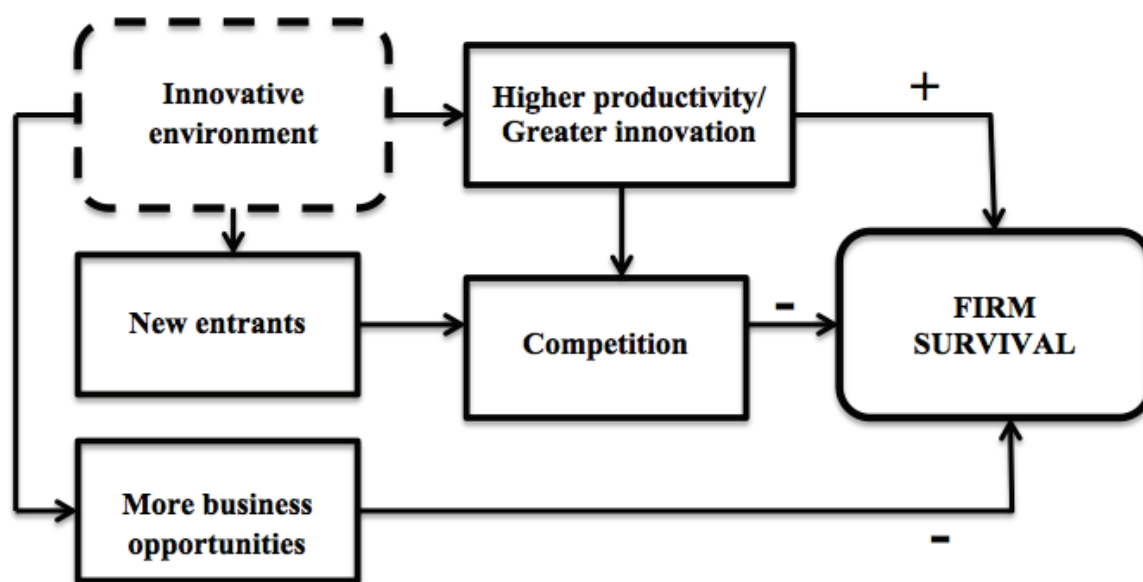 Innovative
environment
Higher productivity/
Greater innovation
+
New entrants
Competition
-
FIRM
SURVIVAL
More business
opportunities
-